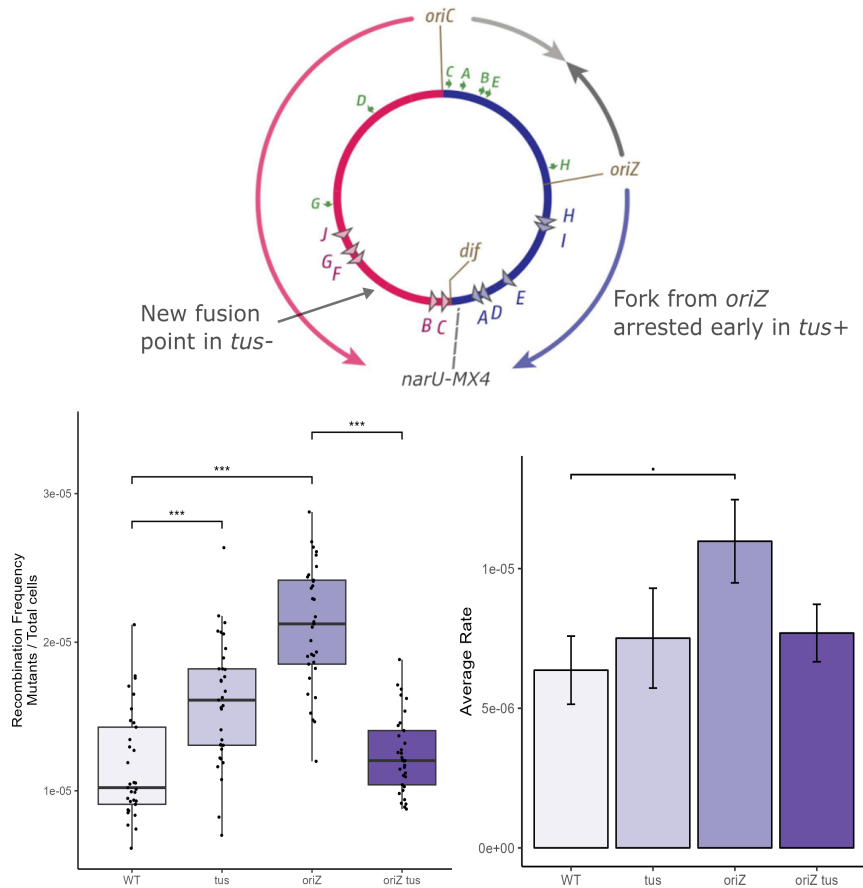 oriC
C A B E
D
H
oriZ
G
H
I
J
G
F
dif
E
A D
B C
New fusion
point in tus-
Fork from oriZ
arrested early in tus+
narU-MX4
Recombination Frequency
Mutants / Total cells
3e-05
2e-05
1e-05
***
***
***
WT
tus
oriZ
oriZ tus
Average Rate
1e-05
5e-06
0e+00
.
WT
tus
oriZ
oriZ tus